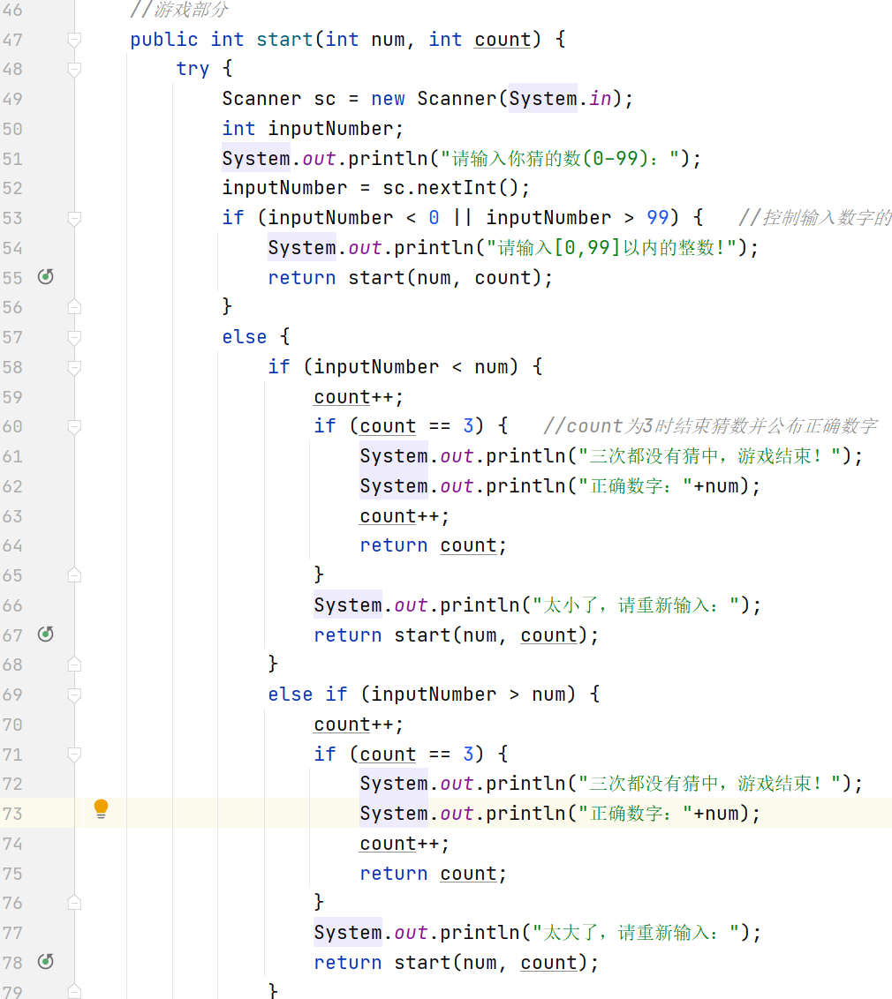 46 //游戏部分
47 public int start(int num, int count) {
48 try {
49 Scanner sc = new Scanner(System.in);
50 int inputNumber;
51 System.out.println("请输入你猜的数(0-99)：");
52 inputNumber = sc.nextInt();
53 if (inputNumber < 0 || inputNumber > 99) { //控制输入数字的
54 System.out.println("请输入[0,99]以内的整数!");
55 return start(num, count);
56 }
57 else {
58 if (inputNumber < num) {
59 count++;
60 if (count == 3) { //count为3时结束猜数并公布正确数字
61 System.out.println("三次都没有猜中，游戏结束！");
62 System.out.println("正确数字："+num);
63 count++;
64 return count;
65 }
66 System.out.println("太小了，请重新输入：");
67 return start(num, count);
68 }
69 else if (inputNumber > num) {
70 count++;
71 if (count == 3) {
72 System.out.println("三次都没有猜中，游戏结束！");
73 System.out.println("正确数字："+num);
74 count++;
75 return count;
76 }
77 System.out.println("太大了，请重新输入：");
78 return start(num, count);
79 }